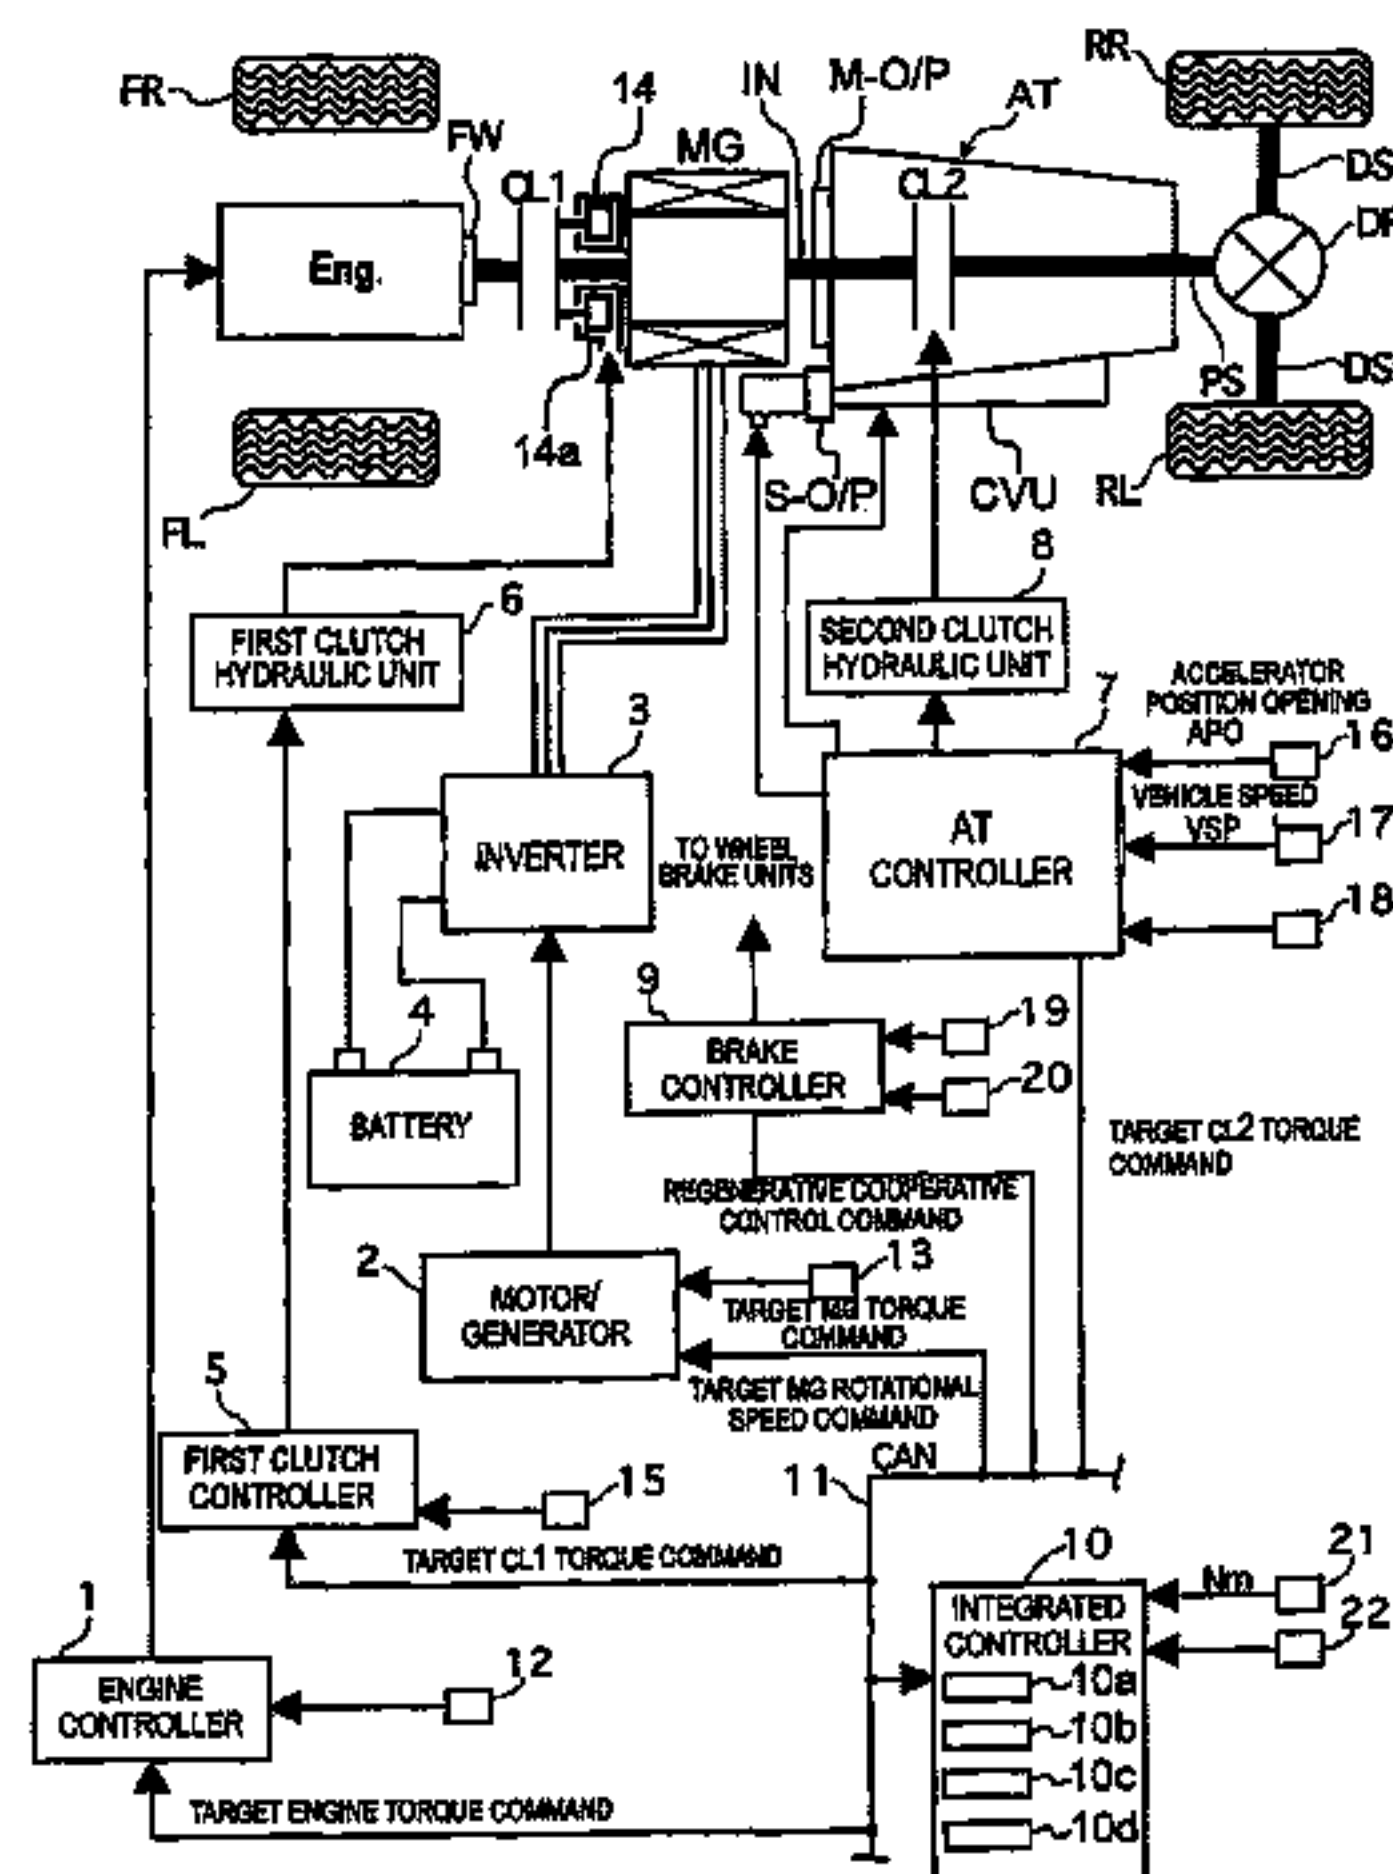 FR
FW
CL1
14
MG
IN
M-O/P
AT
CL2
RR
DS
Eng.
PS
DS
FL
14a
S-O/P
CVU
RL
6
FIRST CLUTCH
HYDRAULIC UNIT
8
SECOND CLUTCH
HYDRAULIC UNIT
3
INVERTER
7
AT
CONTROLLER
ACCELERATOR
POSITION OPENING
APO
16
VEHICLE SPEED
VSP
17
18
TO WHEEL
BRAKE UNITS
4
BATTERY
9
BRAKE
CONTROLLER
19
20
TARGET CL2 TORQUE
COMMAND
REGENERATIVE COOPERATIVE
CONTROL COMMAND
2
MOTOR/
GENERATOR
13
TARGET MG TORQUE
COMMAND
TARGET MG ROTATIONAL
SPEED COMMAND
5
FIRST CLUTCH
CONTROLLER
15
TARGET CL1 TORQUE COMMAND
CAN
11
10
INTEGRATED
CONTROLLER
10a
10b
10c
10d
Nm
21
22
1
ENGINE
CONTROLLER
12
TARGET ENGINE TORQUE COMMAND